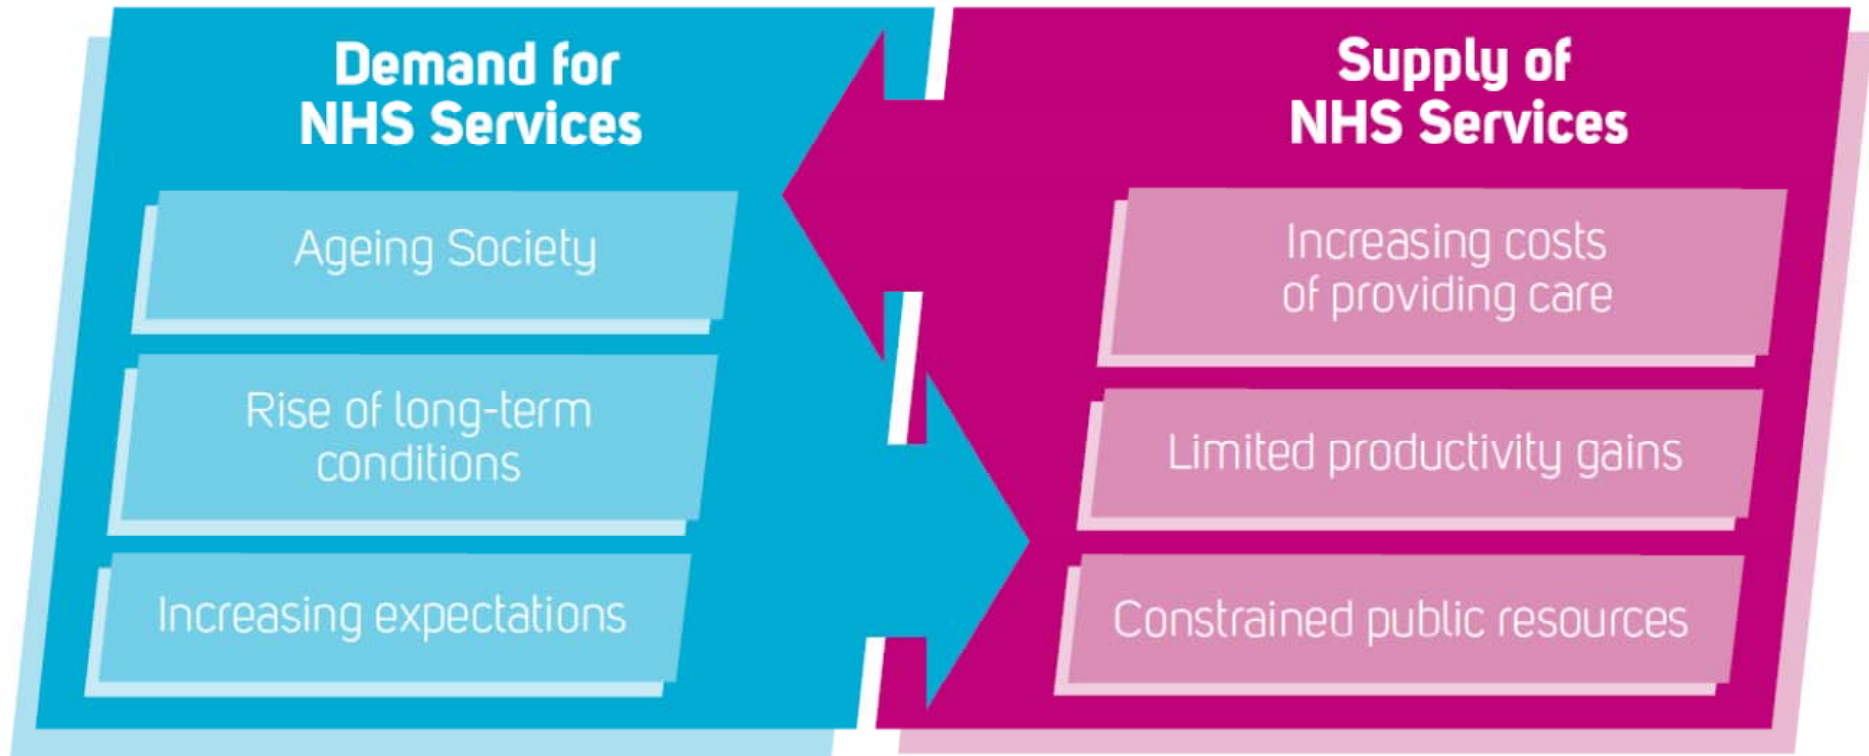 Demand for
NHS Services
Ageing Society
Rise of long-term
conditions
Increasing expectations
Supply of
NHS Services
Increasing costs
of providing care
Limited productivity gains
Constrained public resources